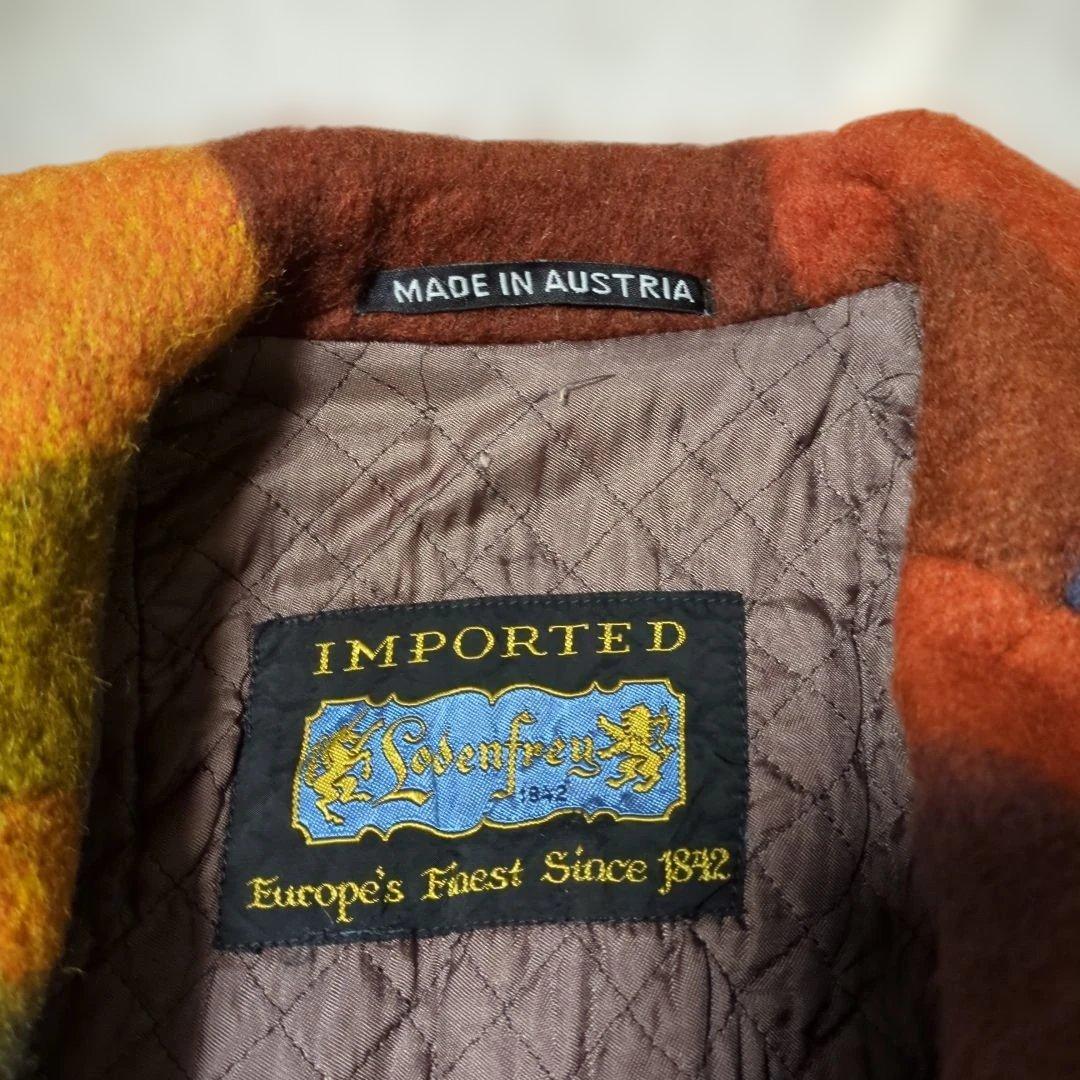 MADE IN AUSTRIA
IMPORTED
Lodenfrey
1842
Europe's Finest Since 1842